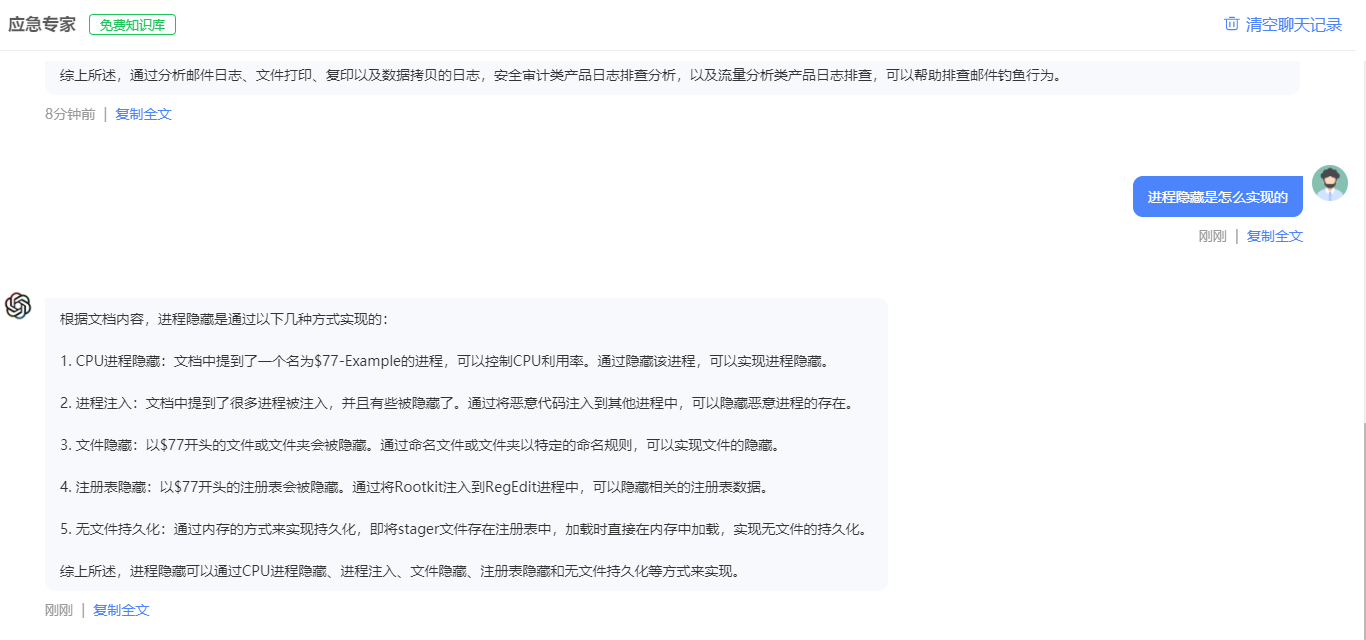 应急专家 免费知识库 清空聊天记录
综上所述，通过分析邮件日志、文件打印、复印以及数据拷贝的日志，安全审计类产品日志排查分析，以及流量分析类产品日志排查，可以帮助排查邮件钓鱼行为。
8分钟前 | 复制全文
进程隐藏是怎么实现的
刚刚 | 复制全文
根据文档内容，进程隐藏是通过以下几种方式实现的：
1. CPU进程隐藏：文档中提到了一个名为$77-Example的进程，可以控制CPU利用率。通过隐藏该进程，可以实现进程隐藏。
2. 进程注入：文档中提到了很多进程被注入，并且有些被隐藏了。通过将恶意代码注入到其他进程中，可以隐藏恶意进程的存在。
3. 文件隐藏：以$77开头的文件或文件夹会被隐藏。通过命名文件或文件夹以特定的命名规则，可以实现文件的隐藏。
4. 注册表隐藏：以$77开头的注册表会被隐藏。通过将Rootkit注入到RegEdit进程中，可以隐藏相关的注册表数据。
5. 无文件持久化：通过内存的方式来实现持久化，即将stager文件存在注册表中，加载时直接在内存中加载，实现无文件的持久化。
综上所述，进程隐藏可以通过CPU进程隐藏、进程注入、文件隐藏、注册表隐藏和无文件持久化等方式来实现。
刚刚 | 复制全文